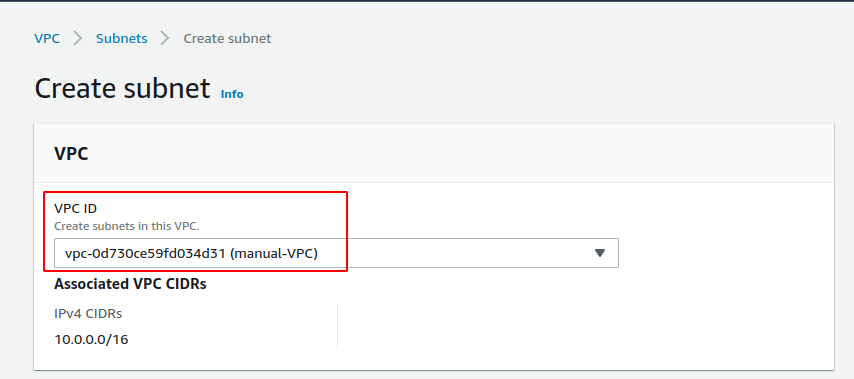 VPC > Subnets > Create subnet
Create subnet Info
VPC
VPC ID
Create subnets in this VPC.
vpc-0d730ce59fd034d31 (manual-VPC)
Associated VPC CIDRs
IPv4 CIDRs
10.0.0.0/16